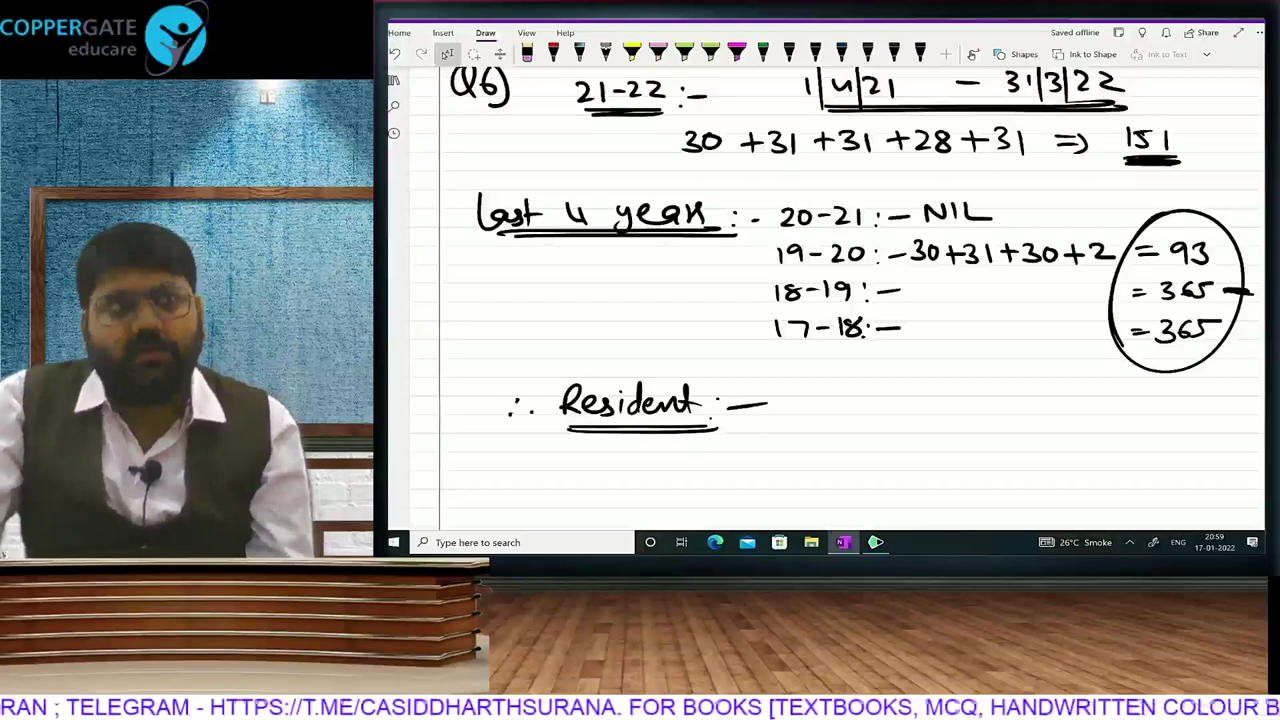 COPPERGATE
educare
Home Insert Draw View Help
Saved offline
Share
Shapes
Ink to Shape
Ink to Text
Q6) 21-22 :- 1|4|21 - 31|3|22
30 +31 +31 +28 +31 => 151
Last 4 year :- 20-21 :- NIL
19-20 :- 30+31+30+2 = 93
18-19 :- = 365
17-18 :- = 365
∴ Resident :-
Type here to search
26°C Smoke
ENG
20:59
17-01-2022
RAN ; TELEGRAM - HTTPS://T.ME/CASIDDHARTHSURANA. FOR BOOKS [TEXTBOOKS, MCQ, HANDWRITTEN COLOUR B